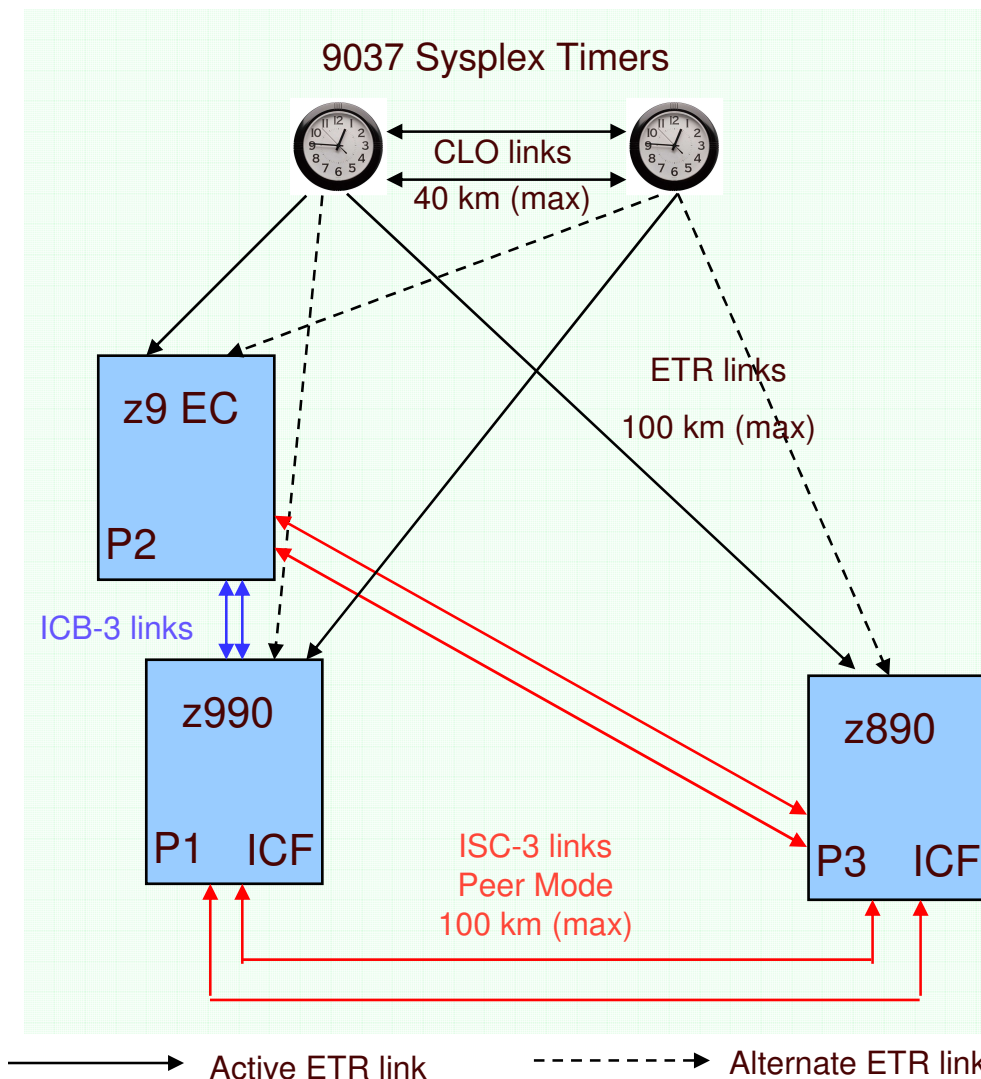 9037 Sysplex Timers
CLO links
40 km (max)
ETR links
100 km (max)
z9 EC
P2
ICB-3 links
z990
P1 ICF
z890
P3 ICF
ISC-3 links
Peer Mode
100 km (max)
Active ETR link
Alternate ETR link